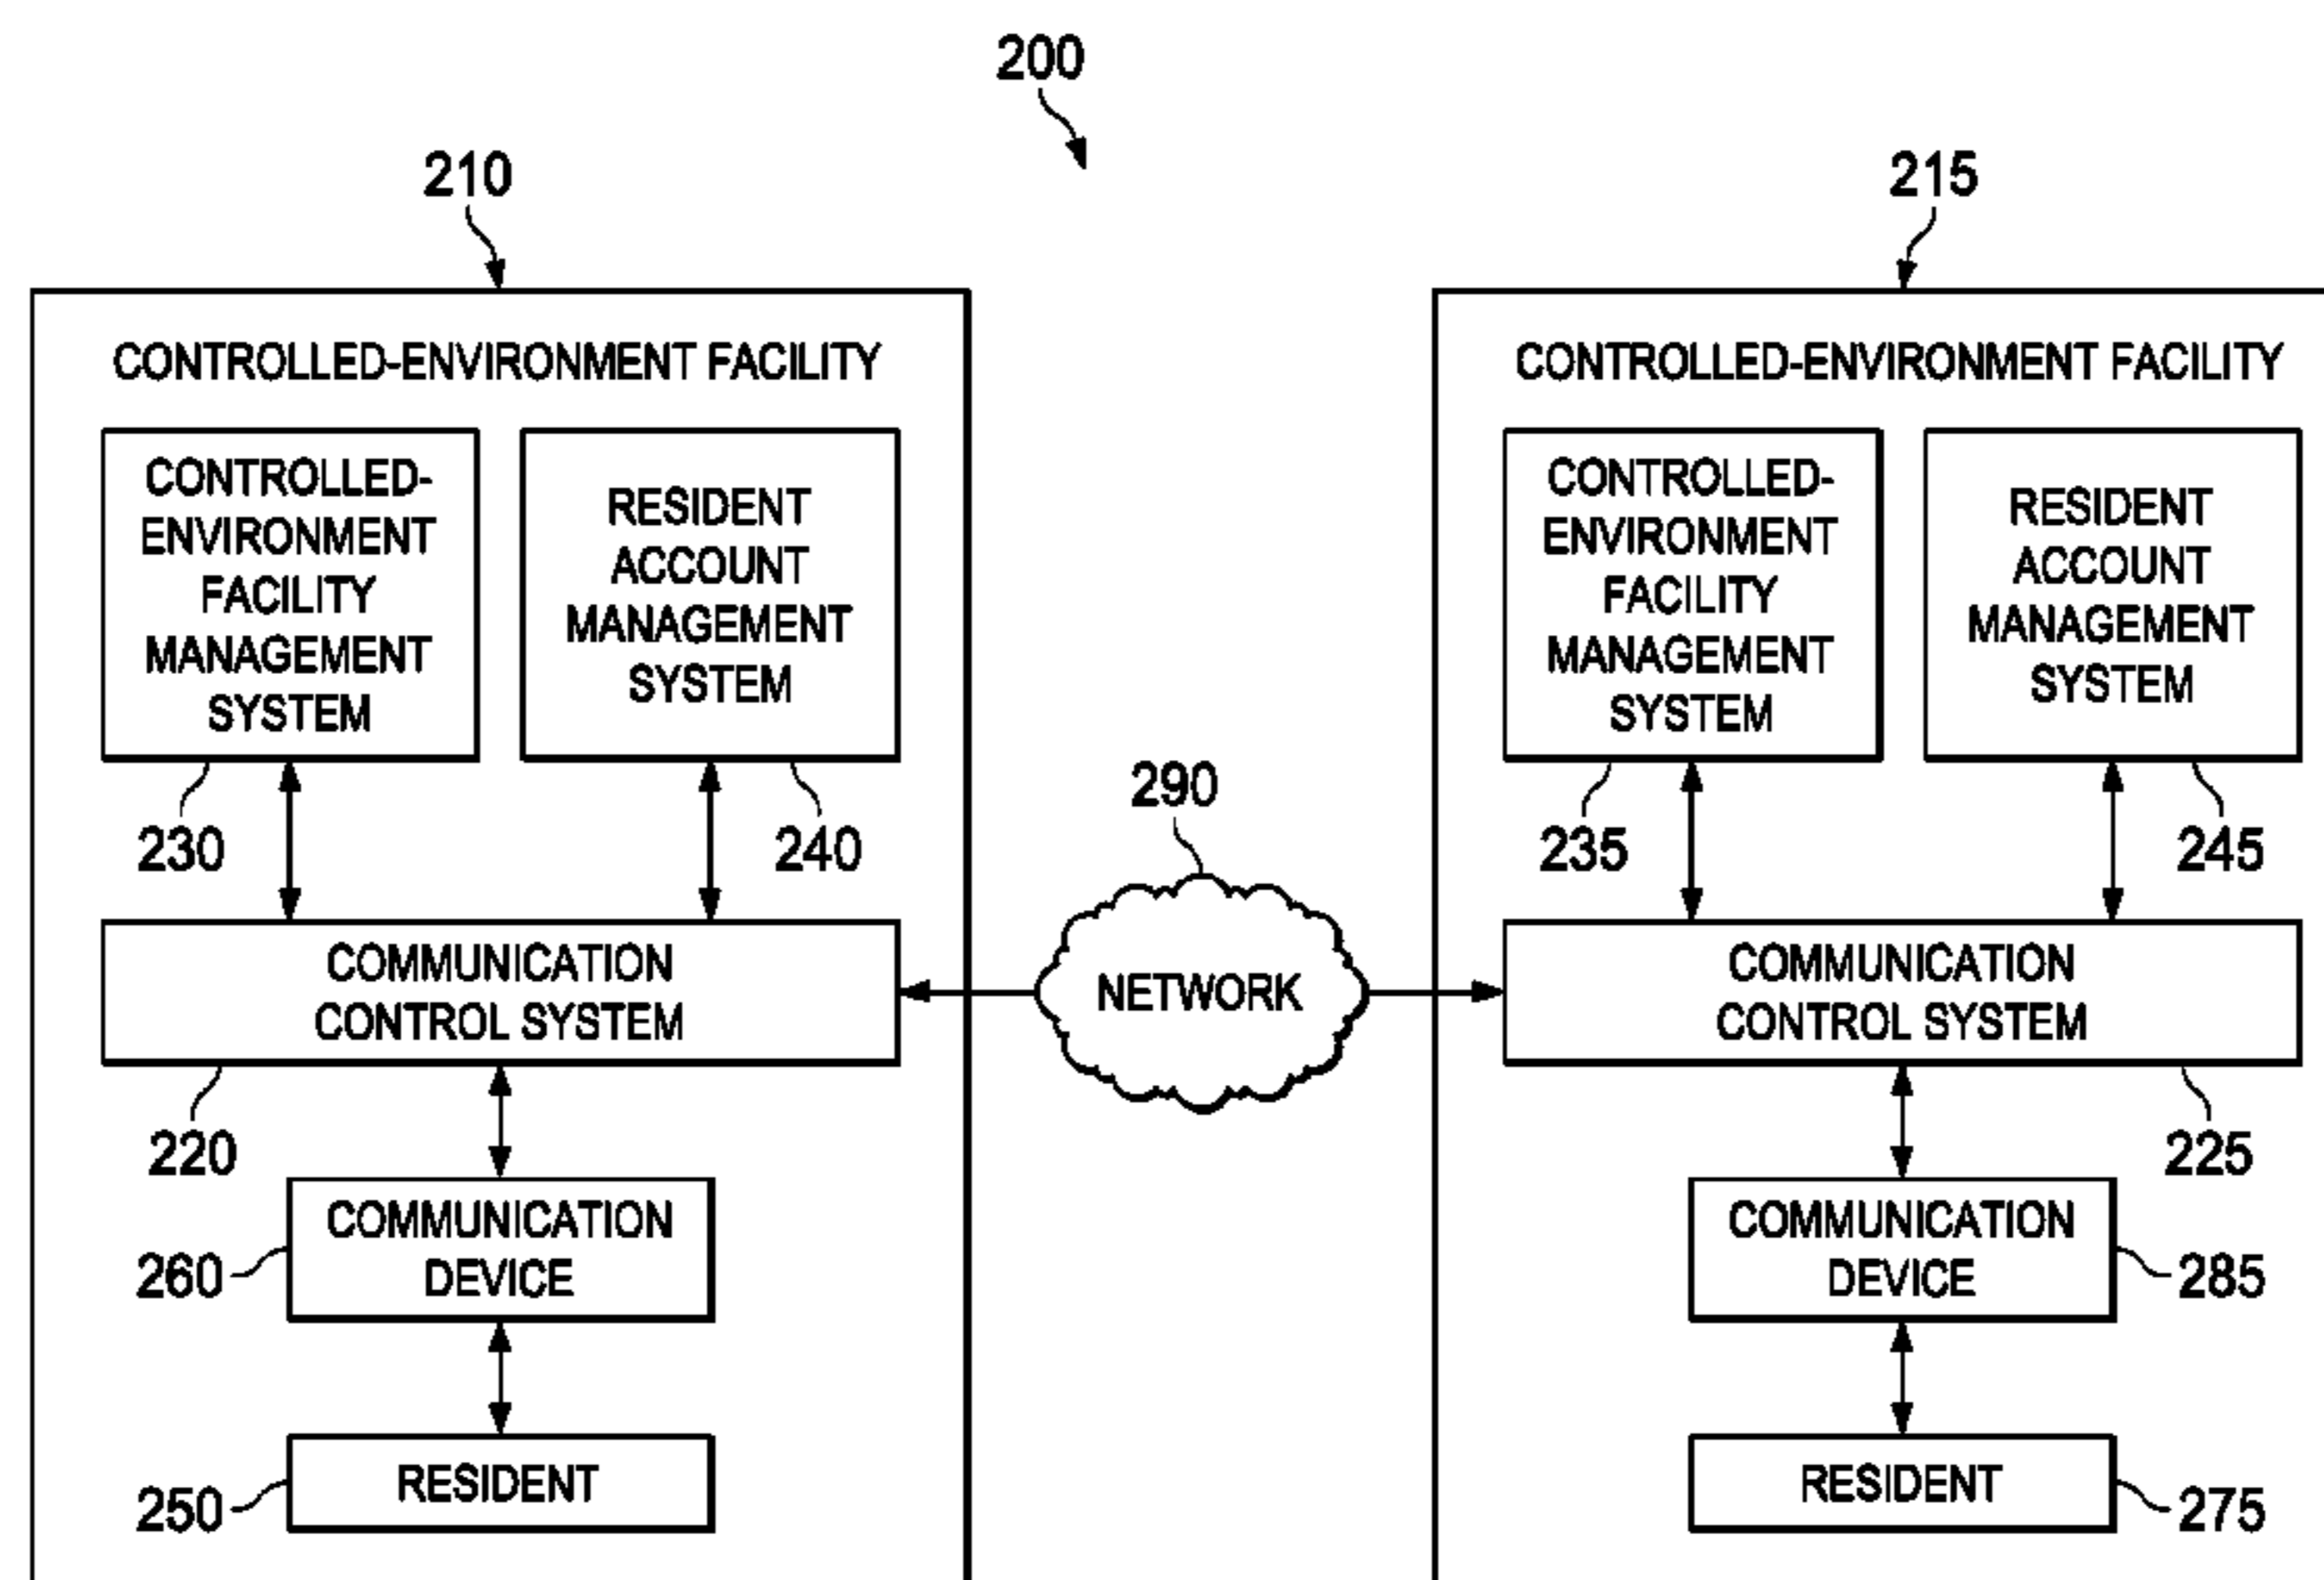 200
210
215
CONTROLLED-ENVIRONMENT FACILITY
CONTROLLED-
ENVIRONMENT
FACILITY
MANAGEMENT
SYSTEM
RESIDENT
ACCOUNT
MANAGEMENT
SYSTEM
230
240
COMMUNICATION
CONTROL SYSTEM
220
COMMUNICATION
DEVICE
260
RESIDENT
250
290
NETWORK
CONTROLLED-ENVIRONMENT FACILITY
CONTROLLED-
ENVIRONMENT
FACILITY
MANAGEMENT
SYSTEM
RESIDENT
ACCOUNT
MANAGEMENT
SYSTEM
235
245
COMMUNICATION
CONTROL SYSTEM
225
COMMUNICATION
DEVICE
285
RESIDENT
275